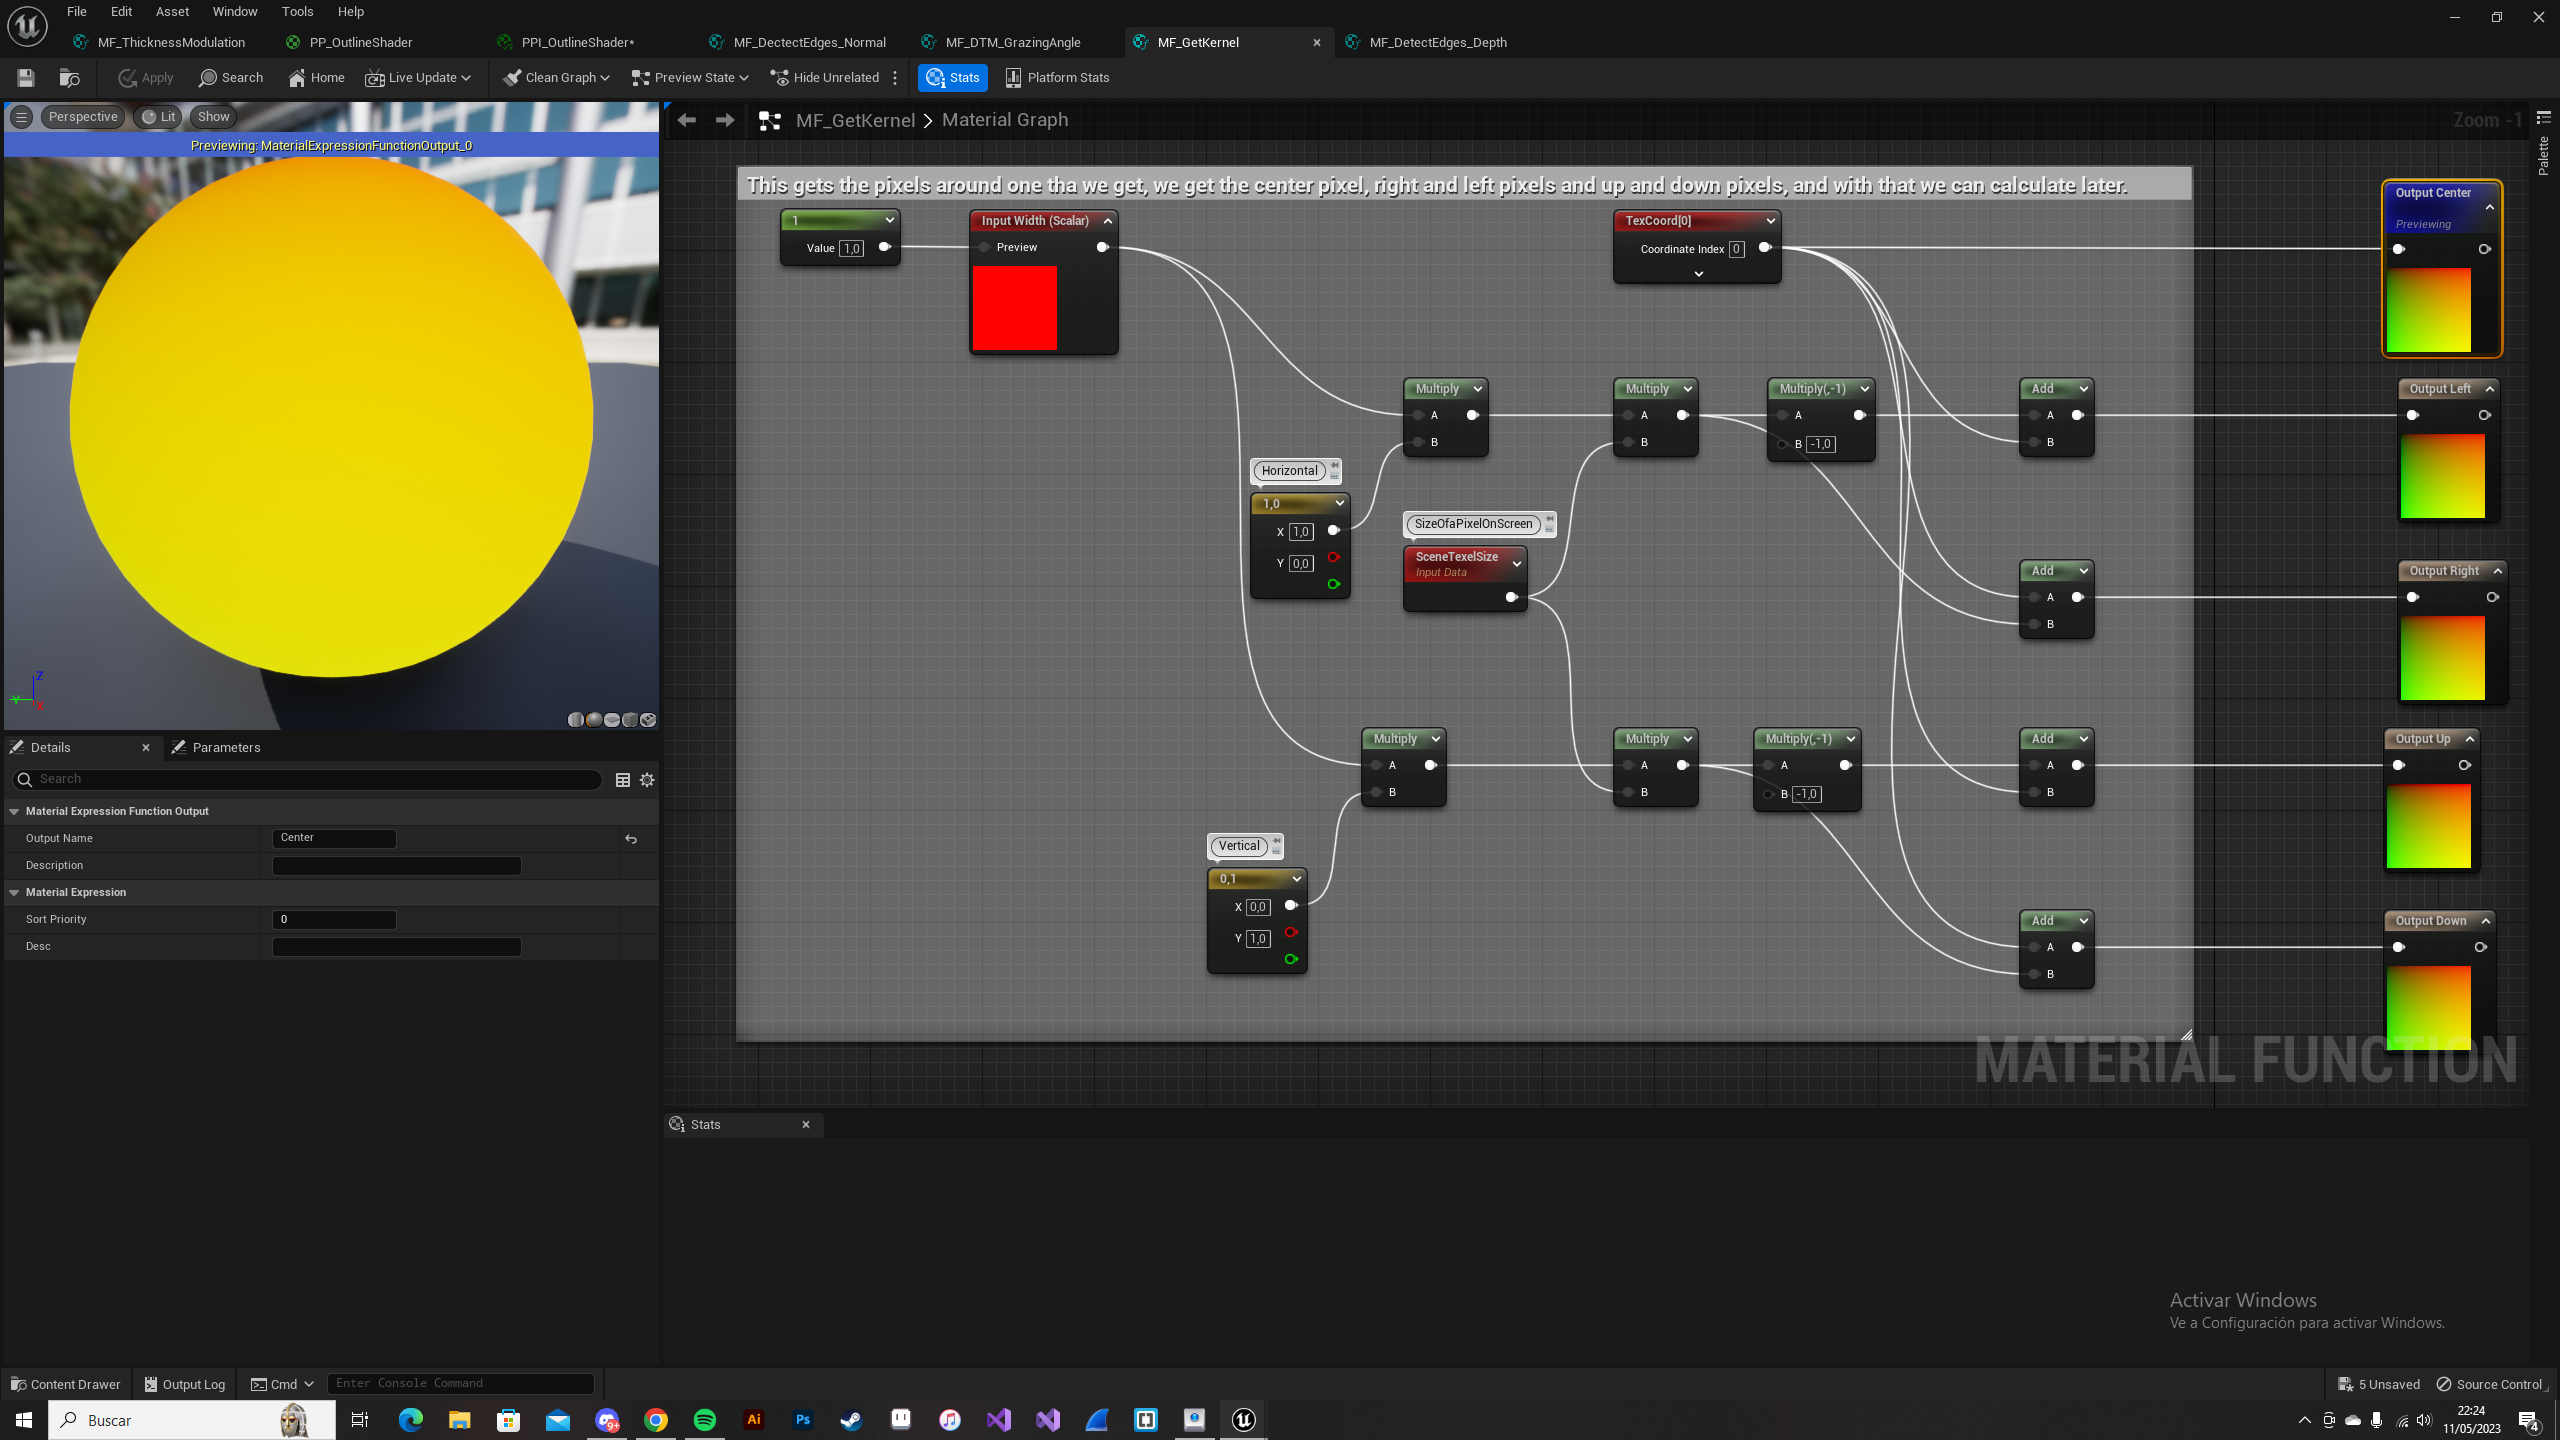 File Edit Asset Window Tools Help
MF_ThicknessModulation PP_OutlineShader PPI_OutlineShader* MF_DectectEdges_Normal MF_DTM_GrazingAngle MF_GetKernel MF_DetectEdges_Depth
Apply Search Home Live Update Clean Graph Preview State Hide Unrelated Stats Platform Stats
Perspective Lit Show
Previewing: MaterialExpressionFunctionOutput_0
MF_GetKernel > Material Graph
Zoom -1
Palette
This gets the pixels around one tha we get, we get the center pixel, right and left pixels and up and down pixels, and with that we can calculate later.
1
Value 1,0
Input Width (Scalar)
Preview
TexCoord[0]
Coordinate Index 0
Output Center
Previewing
Multiply
A
B
Multiply
A
B
Multiply(,-1)
A
B -1,0
Add
A
B
Output Left
Horizontal
1,0
X 1,0
Y 0,0
SizeOfaPixelOnScreen
SceneTexelSize
Input Data
Add
A
B
Output Right
Multiply
A
B
Multiply
A
B
Multiply(,-1)
A
B -1,0
Add
A
B
Output Up
Vertical
0,1
X 0,0
Y 1,0
Add
A
B
Output Down
MATERIAL FUNCTION
Z
Y
X
Details Parameters
Search
Material Expression Function Output
Output Name Center
Description
Material Expression
Sort Priority 0
Desc
Stats
Activar Windows
Ve a Configuración para activar Windows.
Content Drawer Output Log Cmd Enter Console Command
5 Unsaved Source Control
Buscar
9+
Ai
Ps
22:24
11/05/2023
4